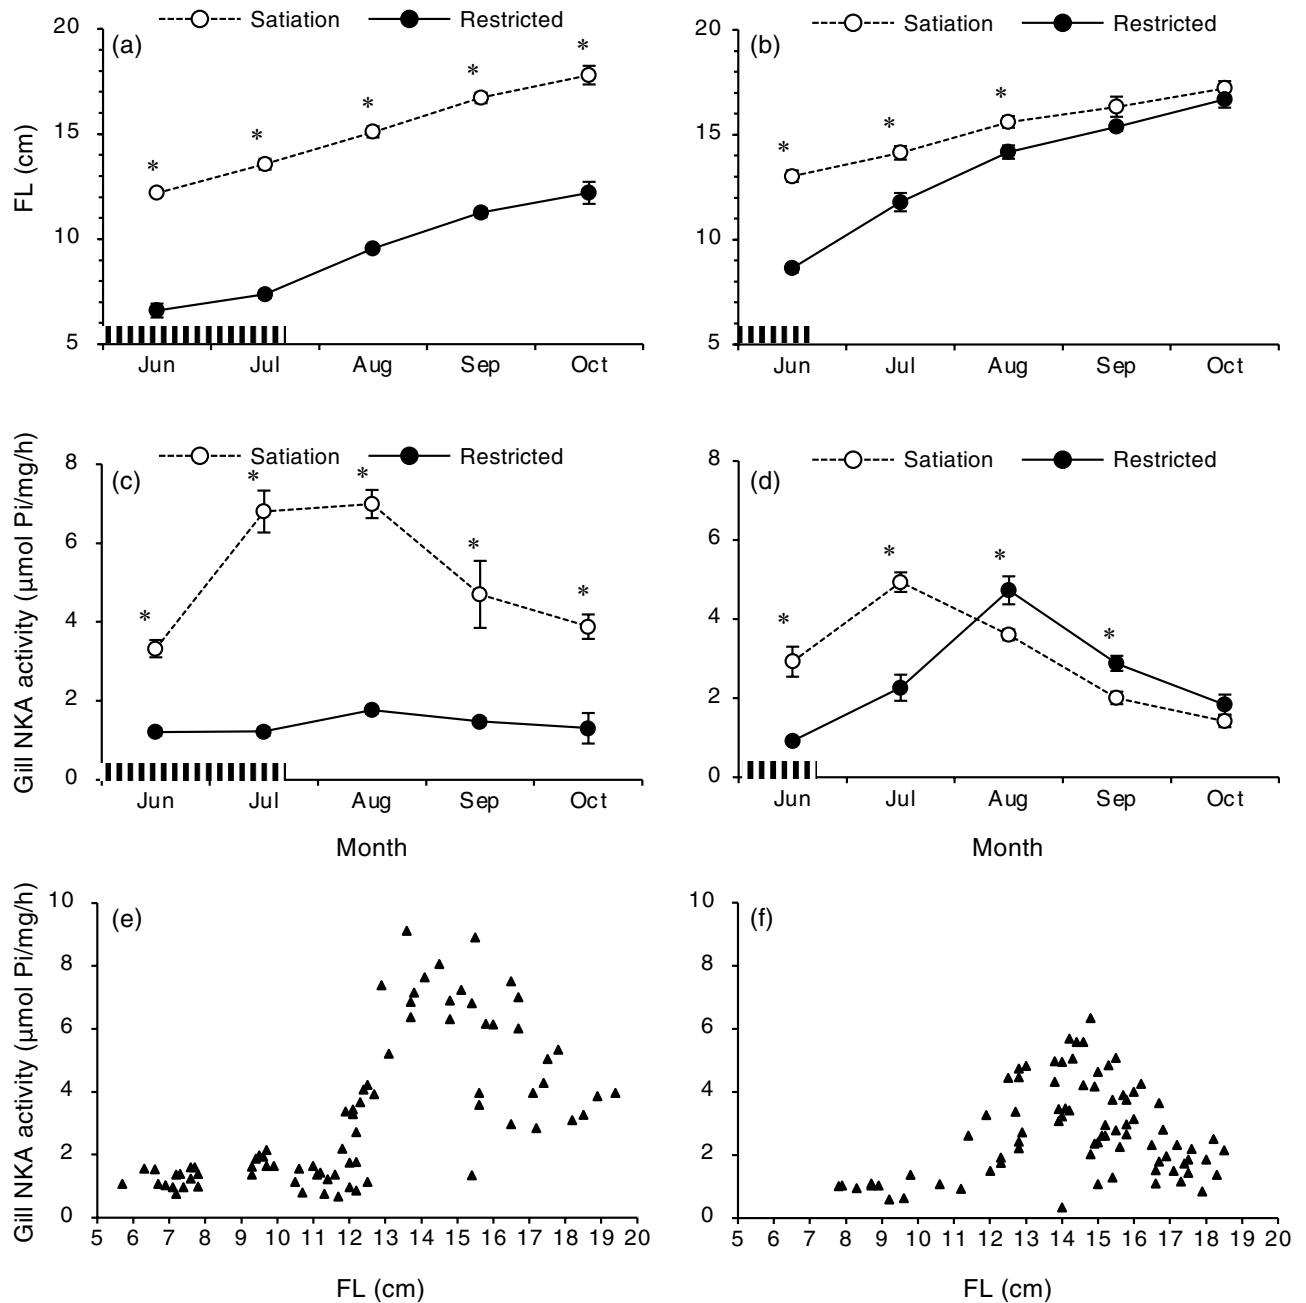 Satiation Restricted
(a)
FL (cm)
20
15
10
5
* * * * *
Jun Jul Aug Sep Oct
Satiation Restricted
(b)
20
15
10
5
* * *
Jun Jul Aug Sep Oct
Satiation Restricted
(c)
Gill NKA activity (µmol Pi/mg/h)
8
6
4
2
0
* * * * *
Jun Jul Aug Sep Oct
Month
Satiation Restricted
(d)
8
6
4
2
0
* * * *
Jun Jul Aug Sep Oct
Month
(e)
Gill NKA activity (µmol Pi/mg/h)
10
8
6
4
2
0
5 6 7 8 9 10 11 12 13 14 15 16 17 18 19 20
FL (cm)
(f)
10
8
6
4
2
0
5 6 7 8 9 10 11 12 13 14 15 16 17 18 19 20
FL (cm)